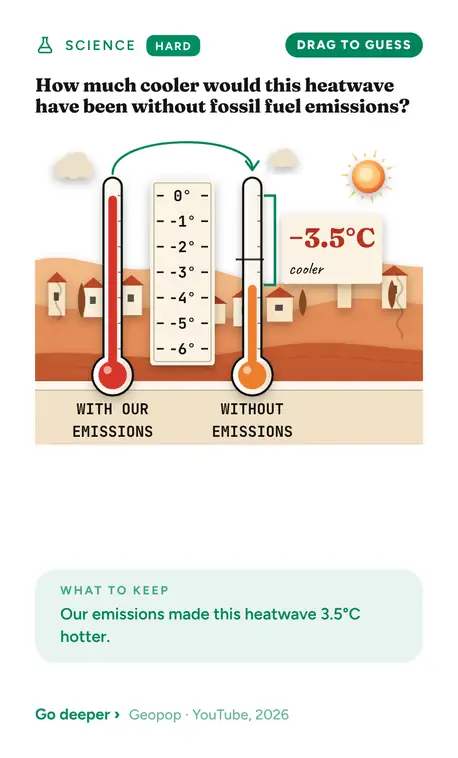 SCIENCE
HARD
DRAG TO GUESS
How much cooler would this heatwave
have been without fossil fuel emissions?
0°
-1°
-2°
-3°
-4°
-5°
-6°
−3.5°C
cooler
WITH OUR
EMISSIONS
WITHOUT
EMISSIONS
WHAT TO KEEP
Our emissions made this heatwave 3.5°C
hotter.
Go deeper › Geopop · YouTube, 2026